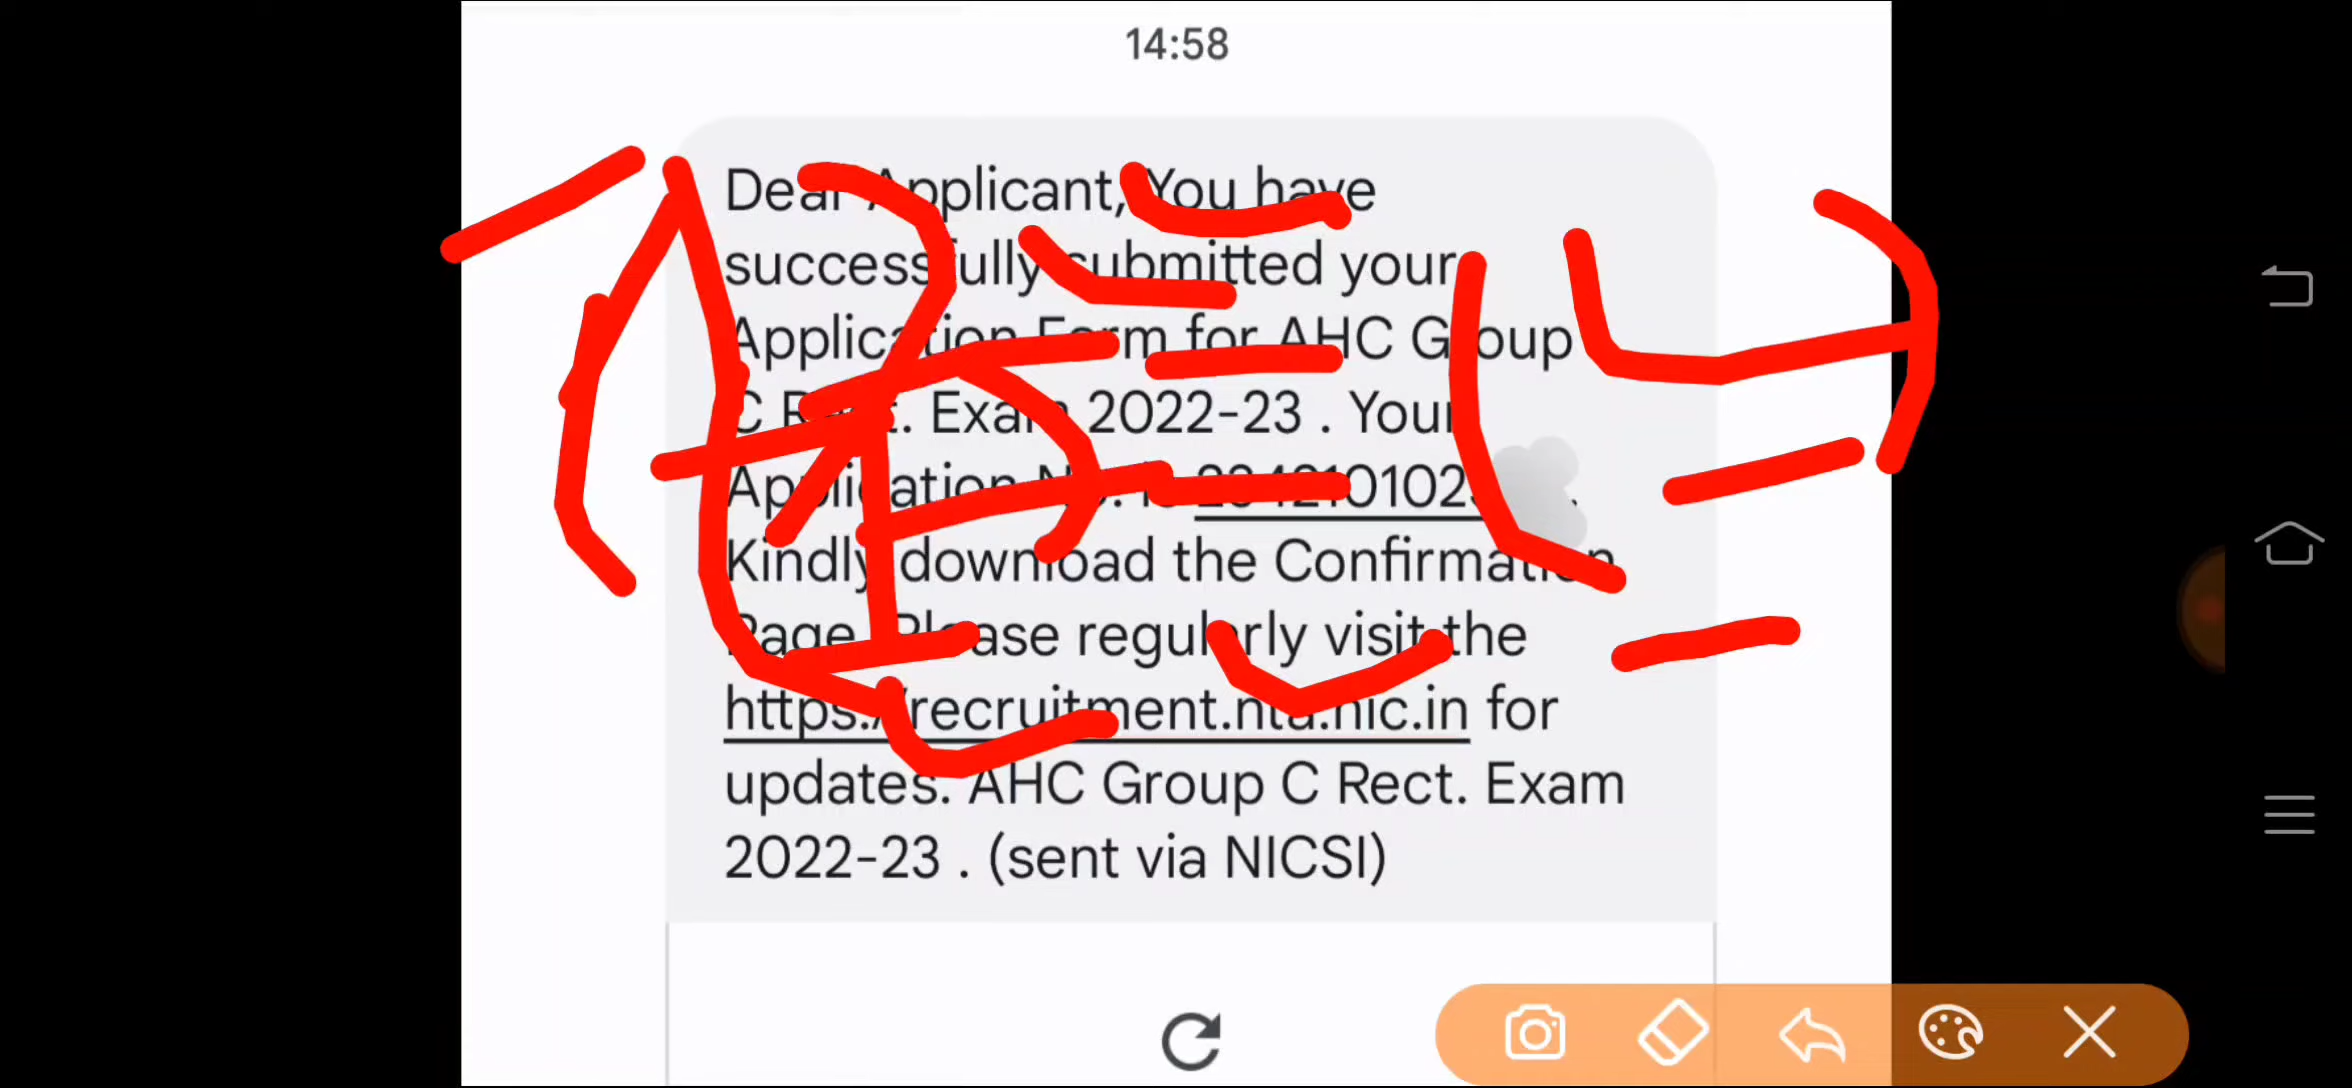 14:58
Dear Applicant, You have
successfully submitted your
Application Form for AHC Group
C Rect. Exam 2022-23 . Your
Application No. is
Kindly download the Confirmation
Page. Please regularly visit the
https://recruitment.nta.nic.in for
updates. AHC Group C Rect. Exam
2022-23 . (sent via NICSI)